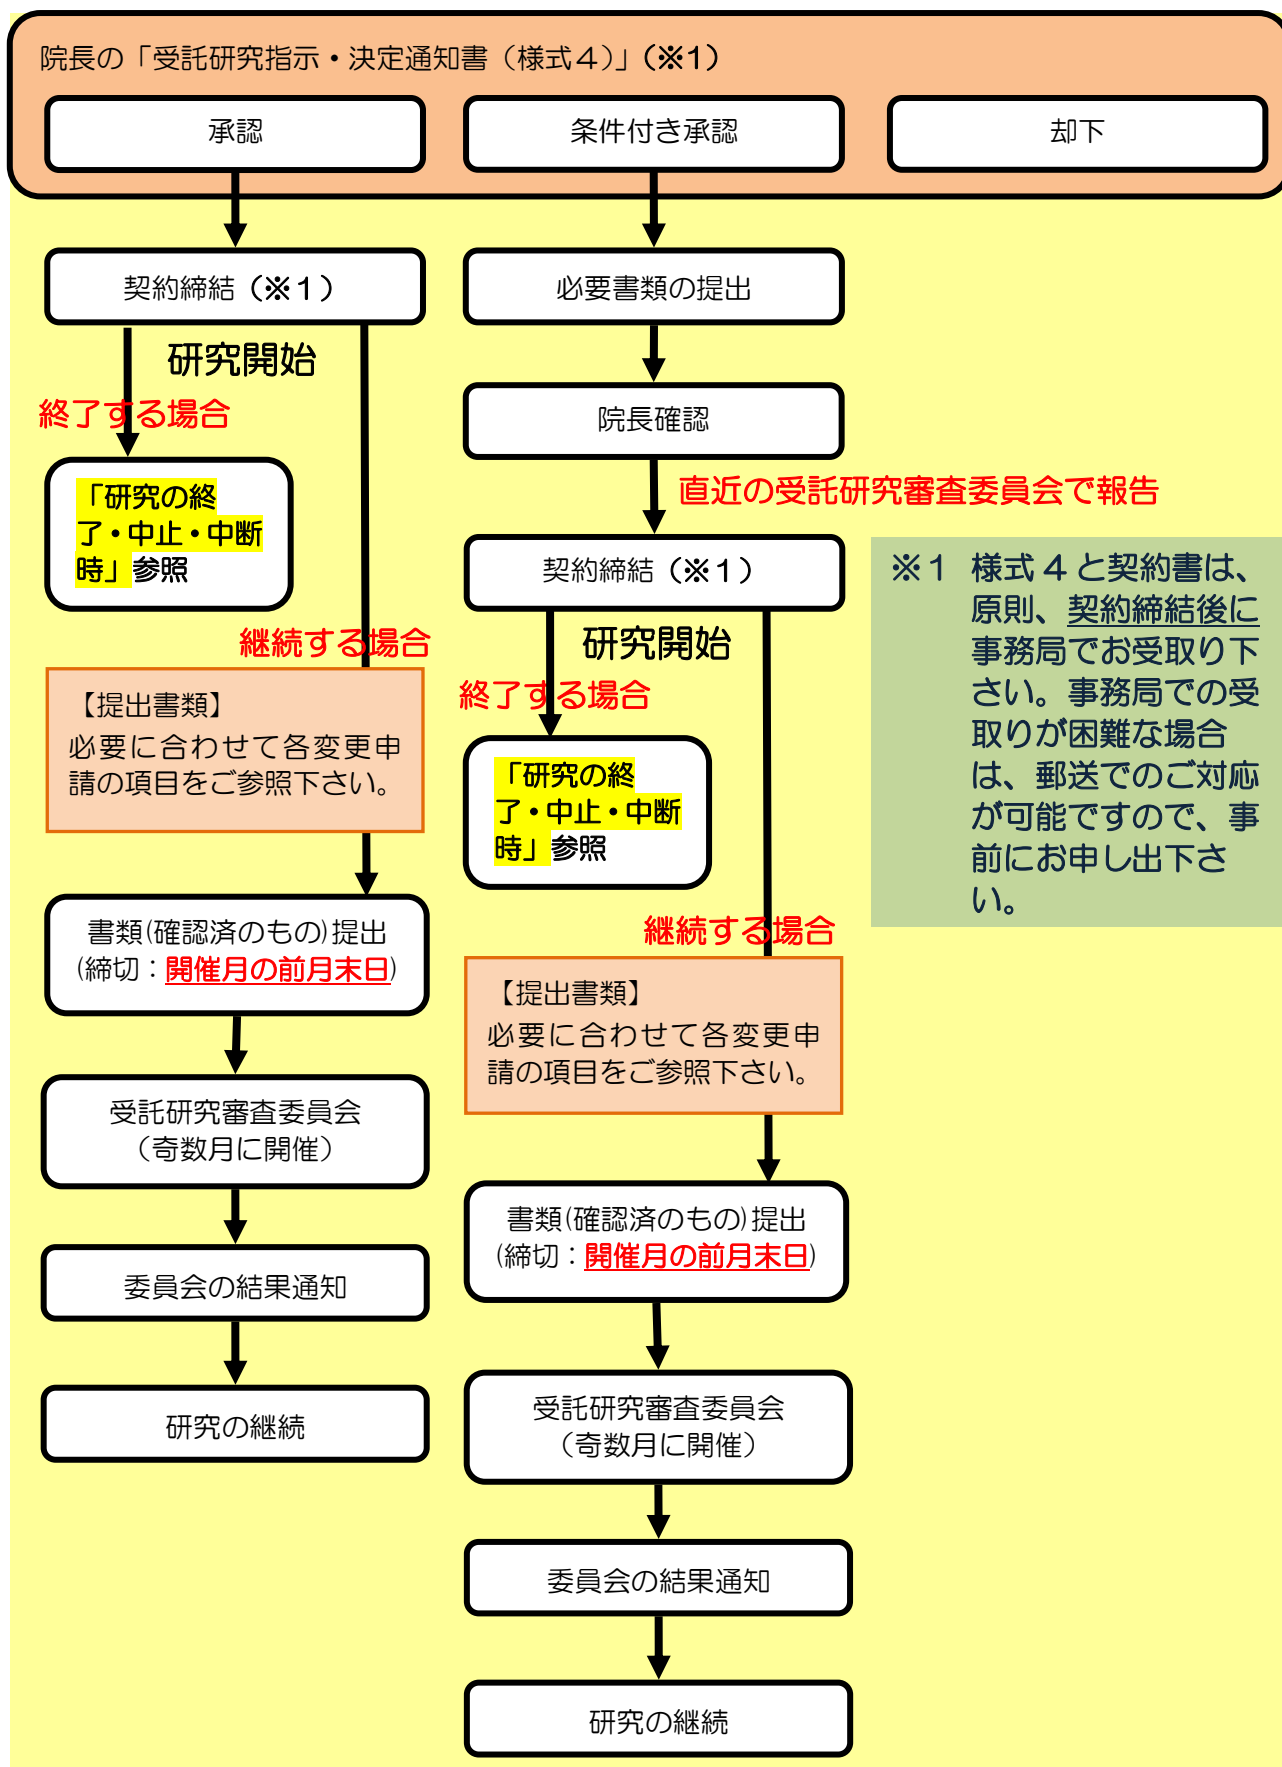 院長の「受託研究指示・決定通知書（様式４）」（※１）
承認
条件付き承認
却下
契約締結（※１）
研究開始
終了する場合
「研究の終
了・中止・中断
時」参照
継続する場合
【提出書類】
必要に合わせて各変更申
請の項目をご参照下さい。
書類(確認済のもの)提出
(締切：開催月の前月末日)
受託研究審査委員会
（奇数月に開催）
委員会の結果通知
研究の継続
必要書類の提出
院長確認
直近の受託研究審査委員会で報告
契約締結（※１）
研究開始
終了する場合
「研究の終
了・中止・中断
時」参照
継続する場合
【提出書類】
必要に合わせて各変更申
請の項目をご参照下さい。
書類(確認済のもの)提出
(締切：開催月の前月末日)
受託研究審査委員会
（奇数月に開催）
委員会の結果通知
研究の継続
※１ 様式４と契約書は、
原則、契約締結後に
事務局でお受取り下
さい。事務局での受
取りが困難な場合
は、郵送でのご対応
が可能ですので、事
前にお申し出下さ
い。